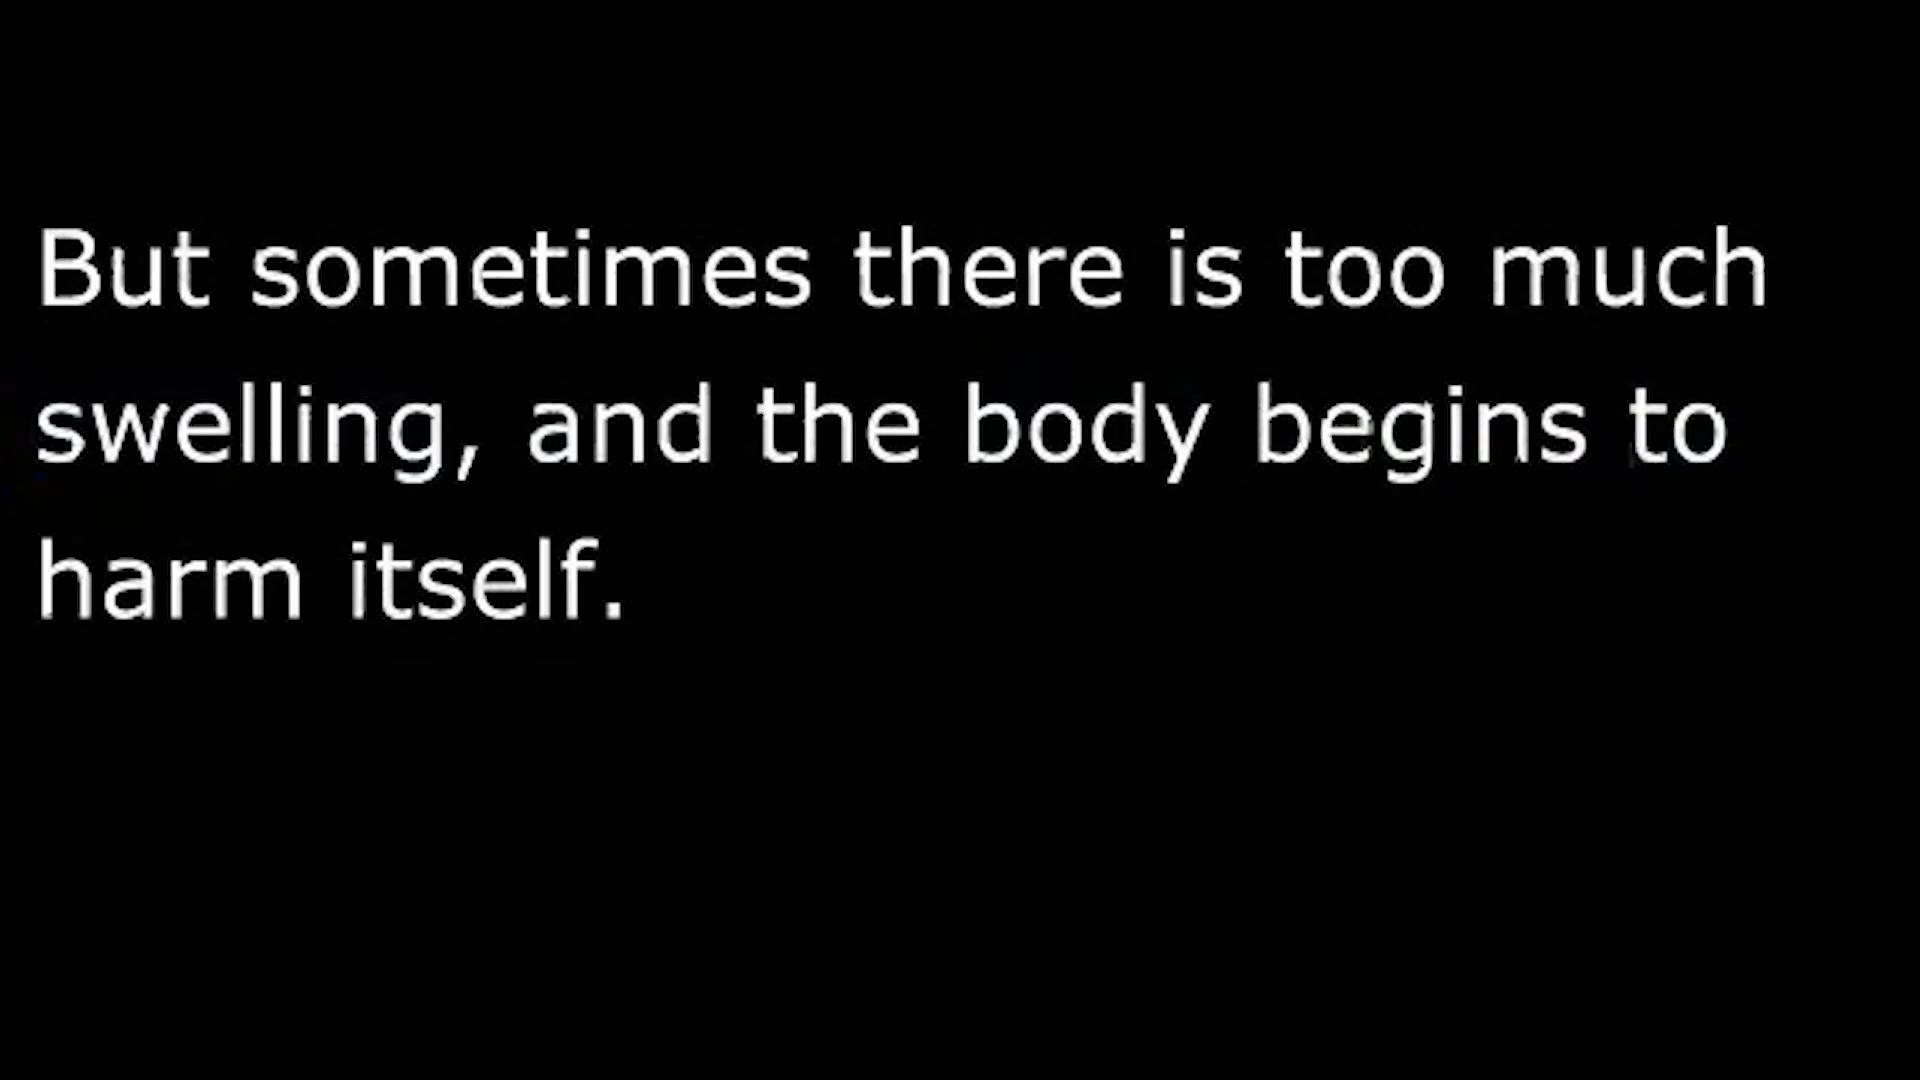 But sometimes there is too much
swelling, and the body begins to
harm itself.